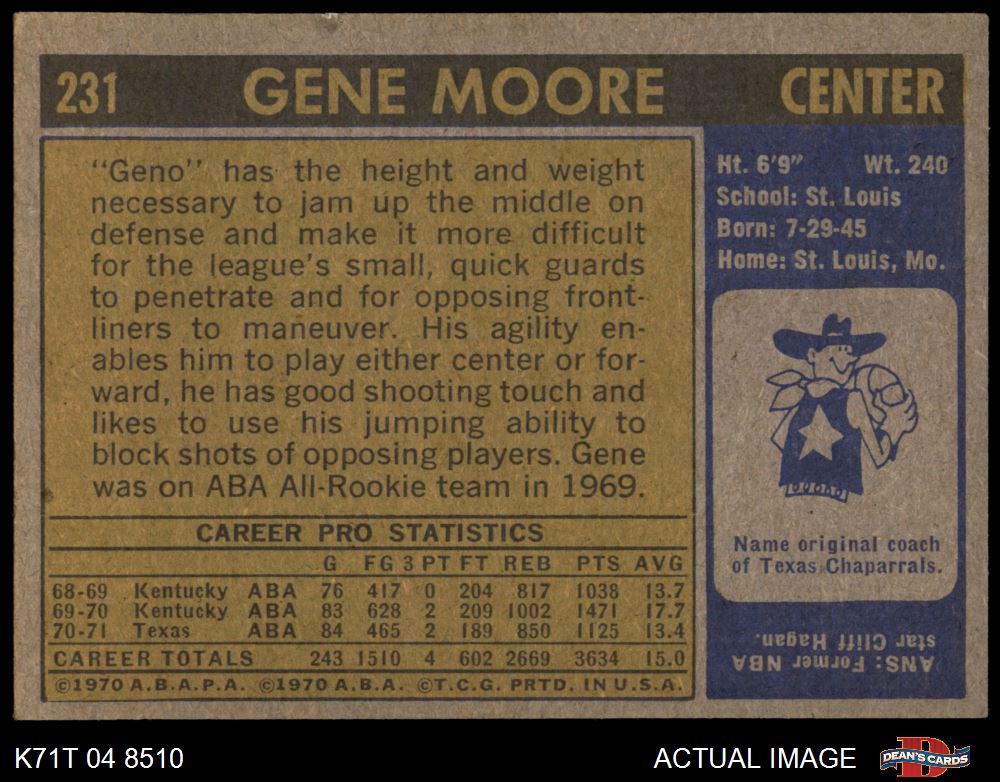 231 GENE MOORE CENTER
"Geno" has the height and weight
necessary to jam up the middle on
defense and make it more difficult
for the league's small, quick guards
to penetrate and for opposing front-
liners to maneuver. His agility en-
ables him to play either center or for-
ward, he has good shooting touch and
likes to use his jumping ability to
block shots of opposing players. Gene
was on ABA All-Rookie team in 1969.
CAREER PRO STATISTICS
G FG 3 PT FT REB PTS AVG
68-69 Kentucky ABA 76 417 0 204 817 1038 13.7
69-70 Kentucky ABA 83 628 2 209 1002 1471 17.7
70-71 Texas ABA 84 465 2 189 850 1125 13.4
CAREER TOTALS 243 1510 4 602 2669 3634 15.0
©1970 A.B.A.P.A. ©1970 A.B.A. ©T.C.G. PRTD. IN U.S.A.
Ht. 6'9" Wt. 240
School: St. Louis
Born: 7-29-45
Home: St. Louis, Mo.
Name original coach
of Texas Chaparrals.
ANS: Former NBA
star Cliff Hagan.
K71T 04 8510
ACTUAL IMAGE
D
DEAN'S CARDS